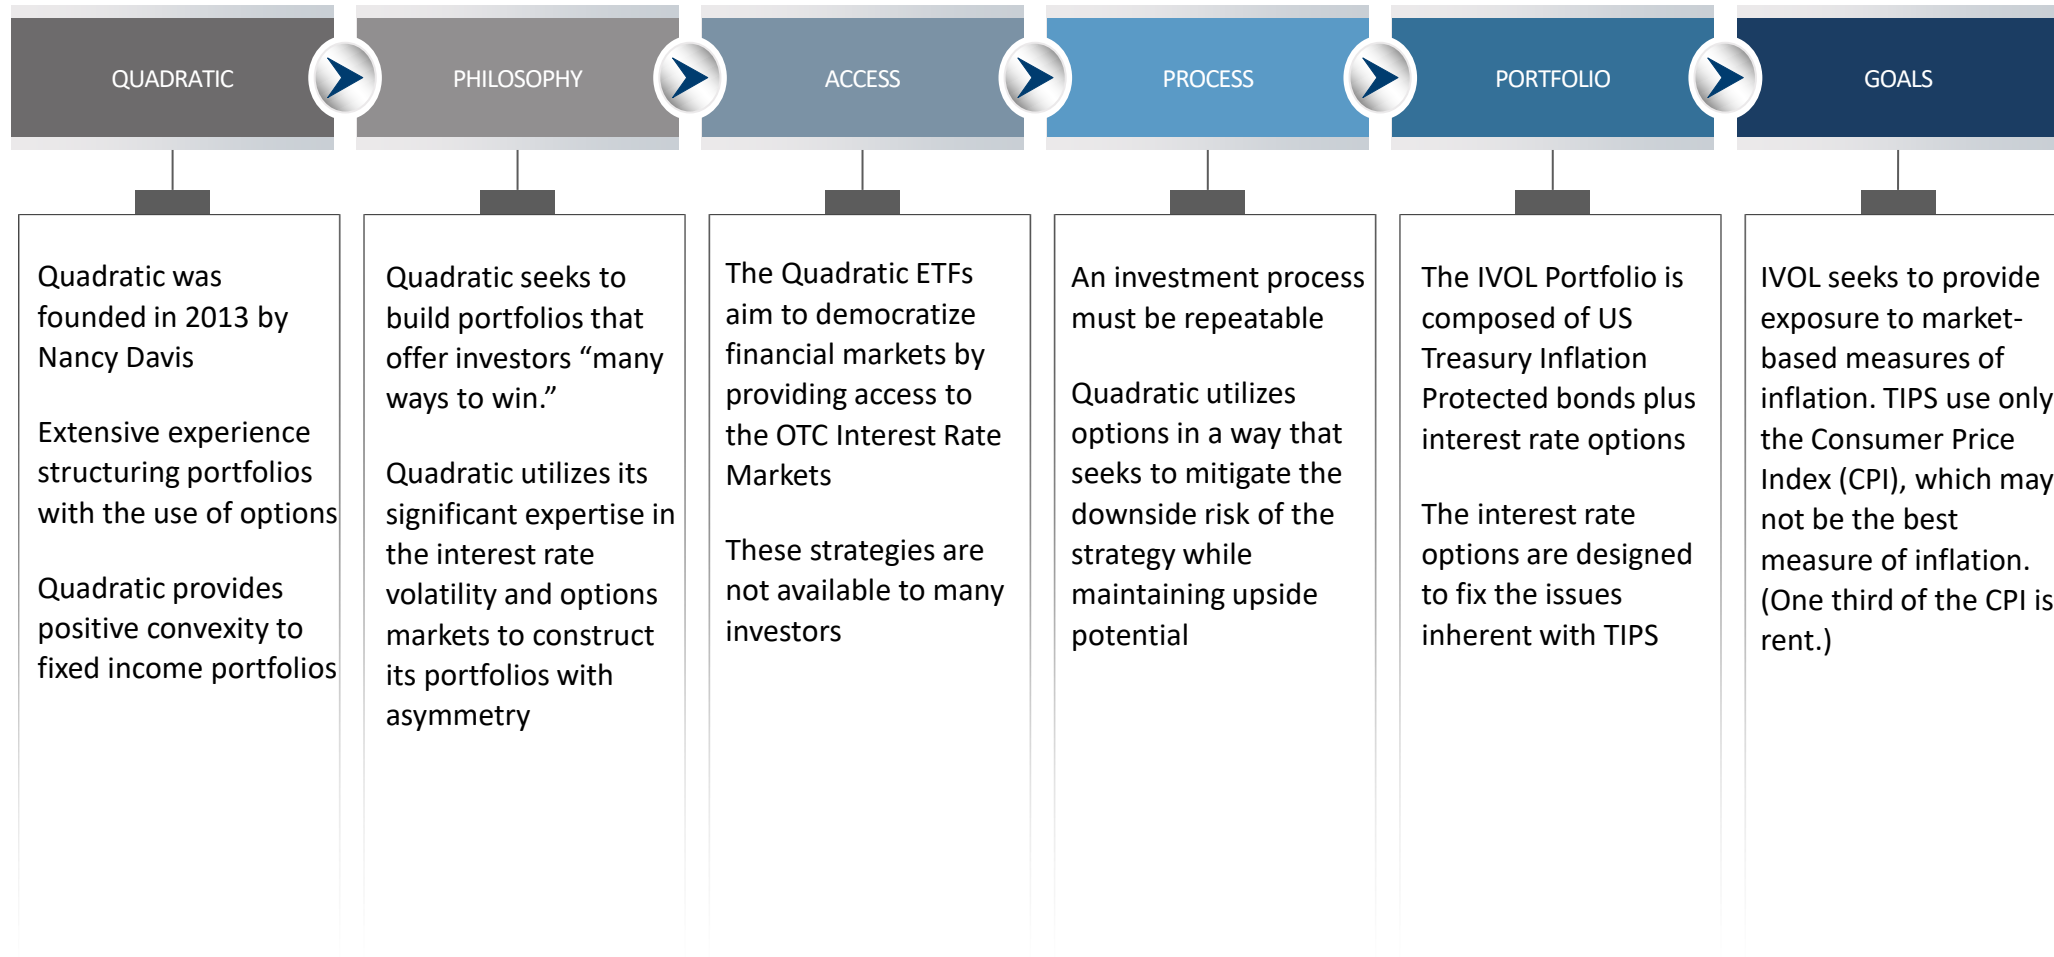 QUADRATIC
PHILOSOPHY
ACCESS
PROCESS
PORTFOLIO
GOALS
Quadratic was
founded in 2013 by
Nancy Davis
Extensive experience
structuring portfolios
with the use of options
Quadratic provides
positive convexity to
fixed income portfolios
Quadratic seeks to
build portfolios that
offer investors “many
ways to win.”
Quadratic utilizes its
significant expertise in
the interest rate
volatility and options
markets to construct
its portfolios with
asymmetry
The Quadratic ETFs
aim to democratize
financial markets by
providing access to
the OTC Interest Rate
Markets
These strategies are
not available to many
investors
An investment process
must be repeatable
Quadratic utilizes
options in a way that
seeks to mitigate the
downside risk of the
strategy while
maintaining upside
potential
The IVOL Portfolio is
composed of US
Treasury Inflation
Protected bonds plus
interest rate options
The interest rate
options are designed
to fix the issues
inherent with TIPS
IVOL seeks to provide
exposure to market-
based measures of
inflation. TIPS use only
the Consumer Price
Index (CPI), which may
not be the best
measure of inflation.
(One third of the CPI is
rent.)